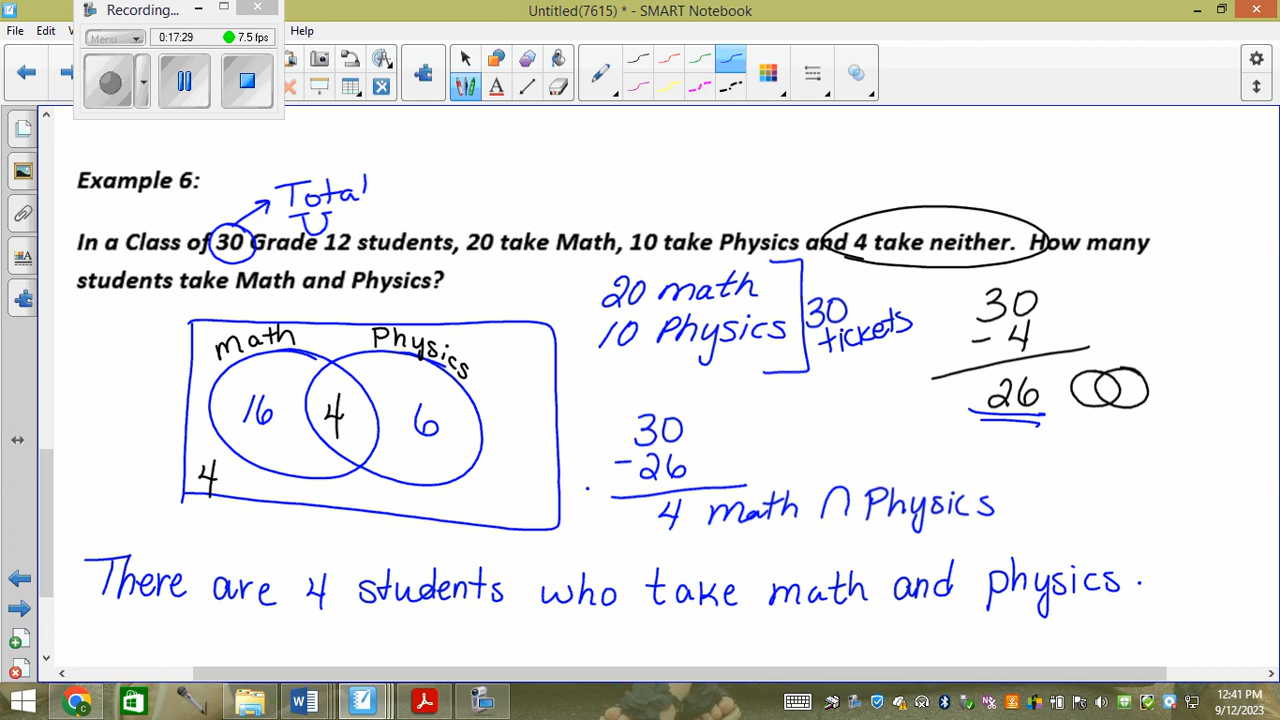 Recording...
Untitled(7615) * - SMART Notebook
Menu
0:17:29
7.5 fps
File
Edit
Help
Example 6:
Total
U
In a Class of 30 Grade 12 students, 20 take Math, 10 take Physics and 4 take neither. How many
students take Math and Physics?
20 math
10 Physics
30
tickets
30
- 4
26
Math
Physics
16
4
6
4
30
-26
4 math ∩ Physics
There are 4 students who take math and physics.
12:41 PM
9/12/2023